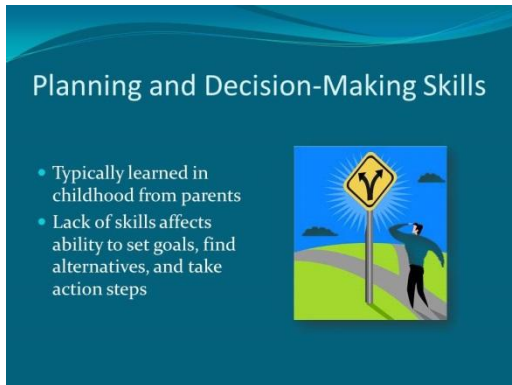 Planning and Decision-Making Skills
• Typically learned in
childhood from parents
• Lack of skills affects
ability to set goals, find
alternatives, and take
action steps